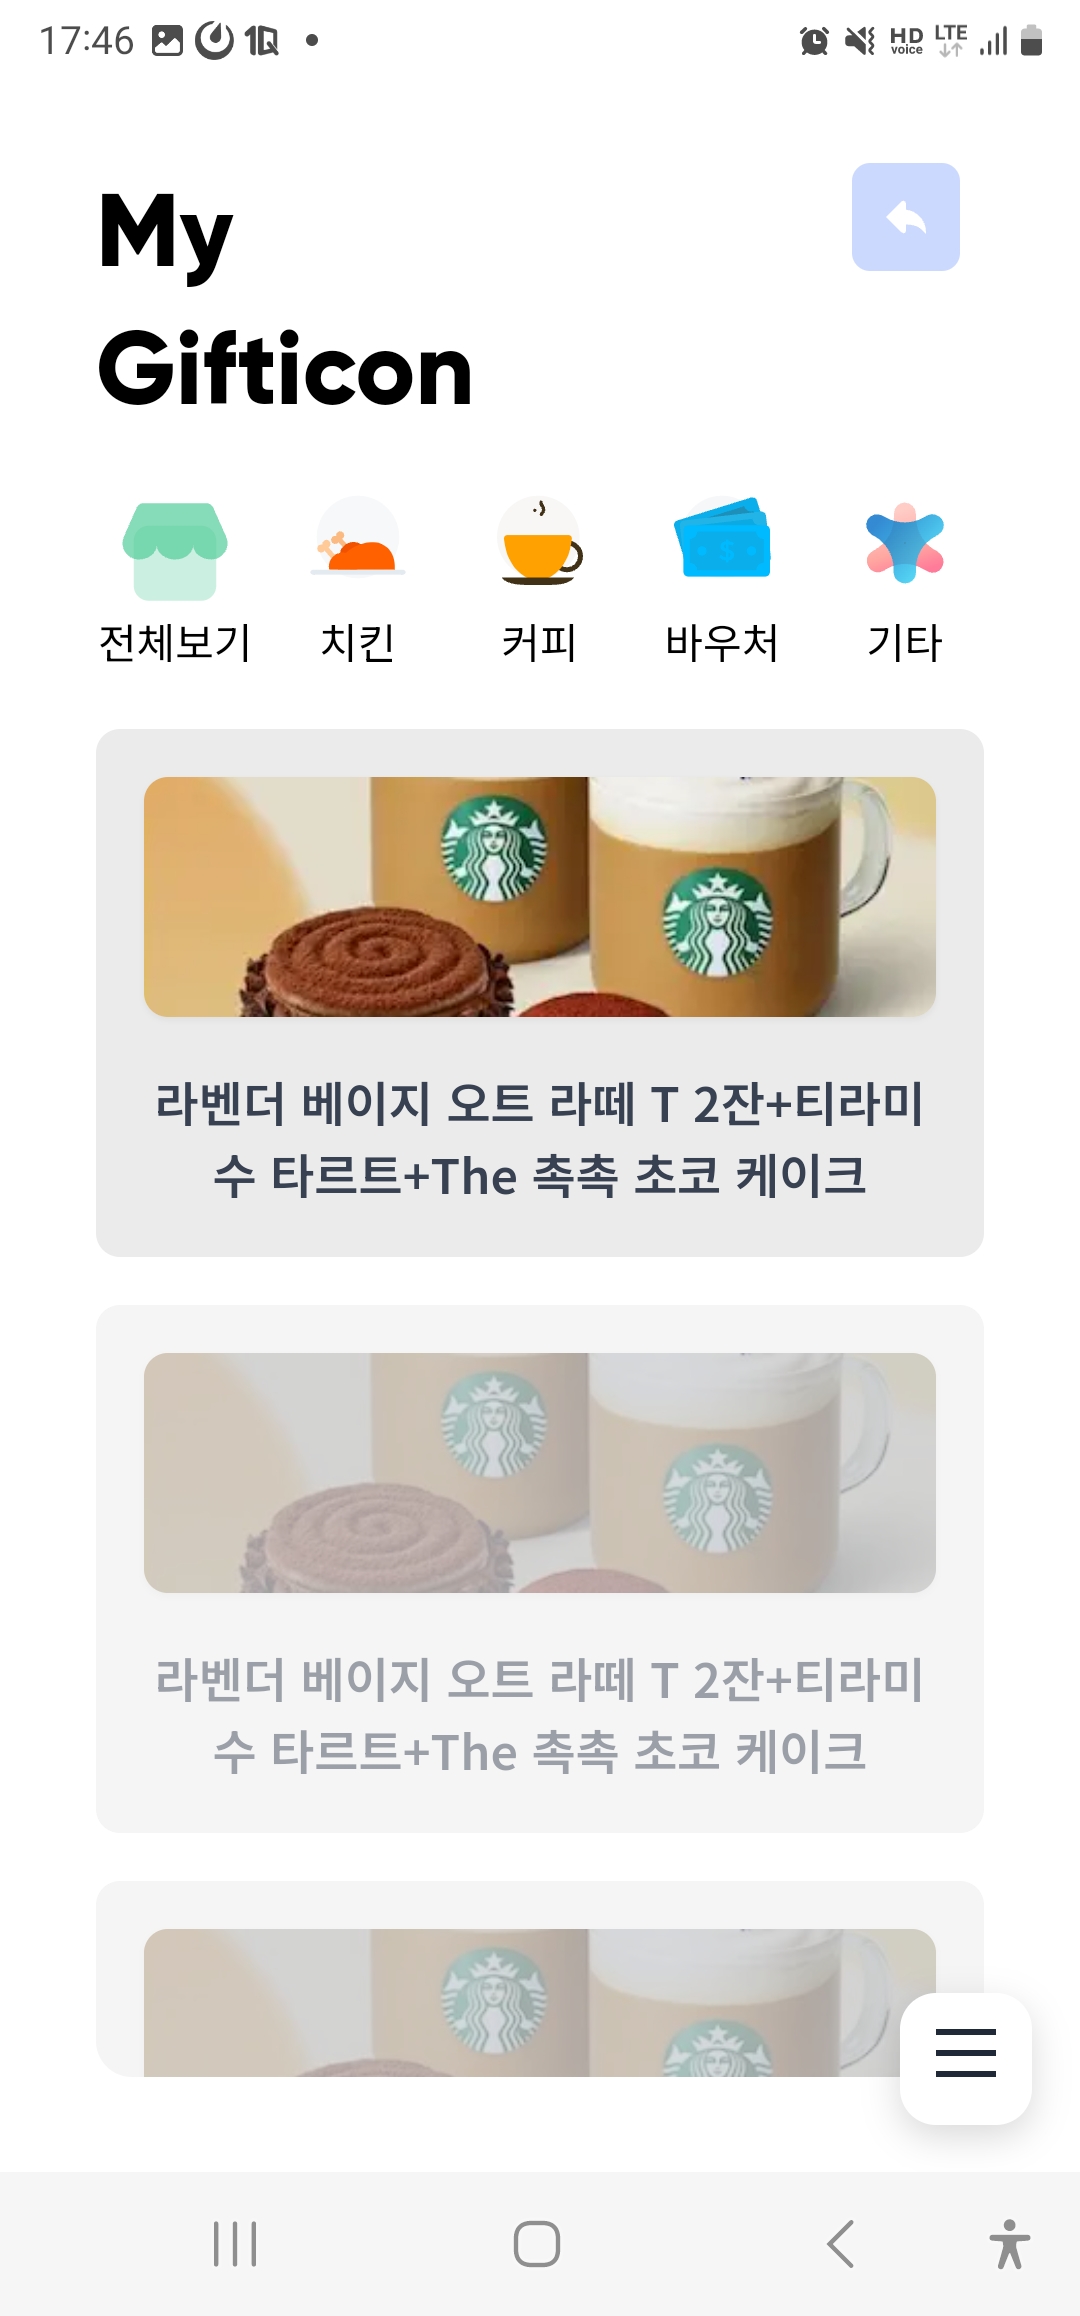 17:46
1Q
HD
voice
LTE
My
Gifticon
전체보기
치킨
커피
바우처
기타
라벤더 베이지 오트 라떼 T 2잔+티라미
수 타르트+The 촉촉 초코 케이크
라벤더 베이지 오트 라떼 T 2잔+티라미
수 타르트+The 촉촉 초코 케이크